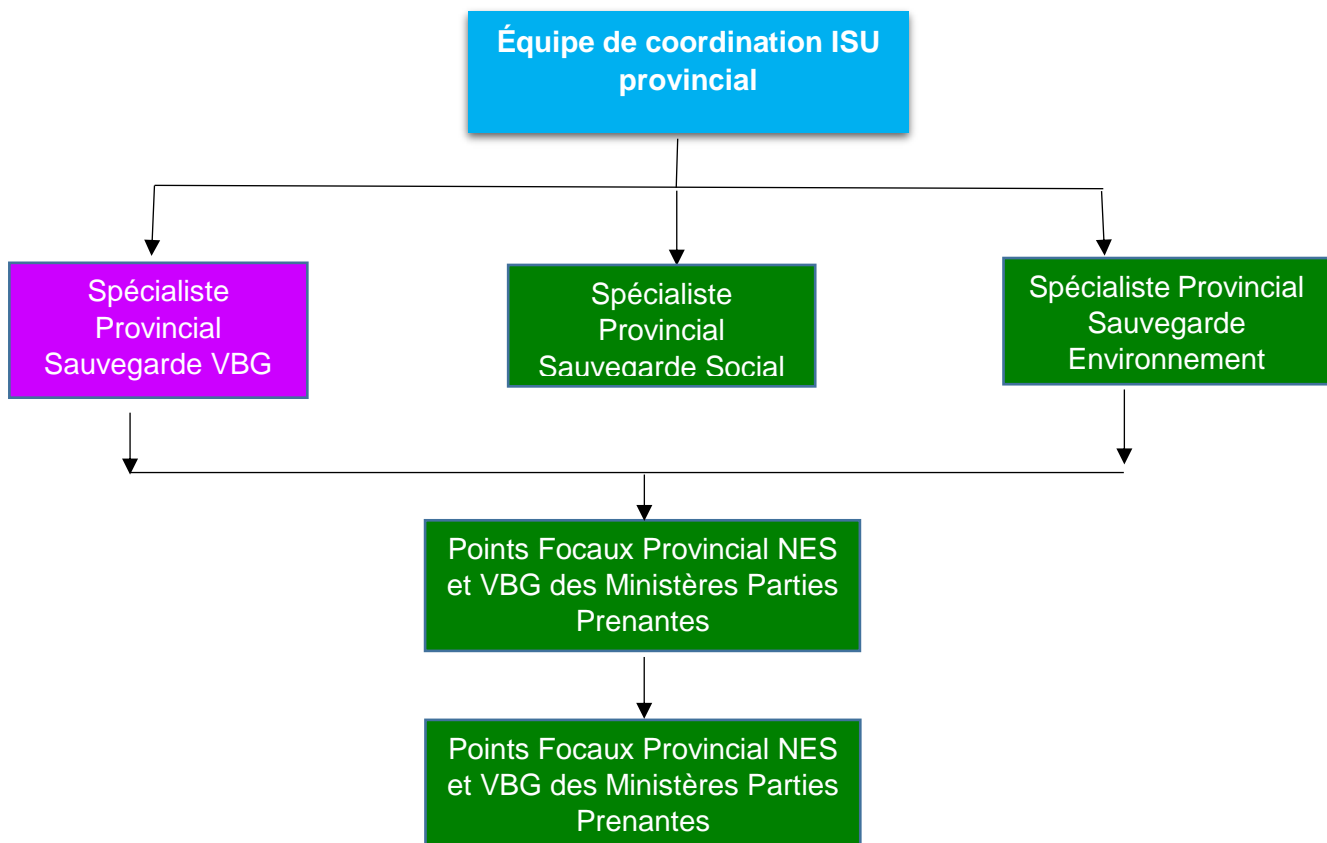 Équipe de coordination ISU
provincial
Spécialiste
Provincial
Sauvegarde VBG
Spécialiste
Provincial
Sauvegarde Social
Spécialiste Provincial
Sauvegarde
Environnement
Points Focaux Provincial NES
et VBG des Ministères Parties
Prenantes
Points Focaux Provincial NES
et VBG des Ministères Parties
Prenantes